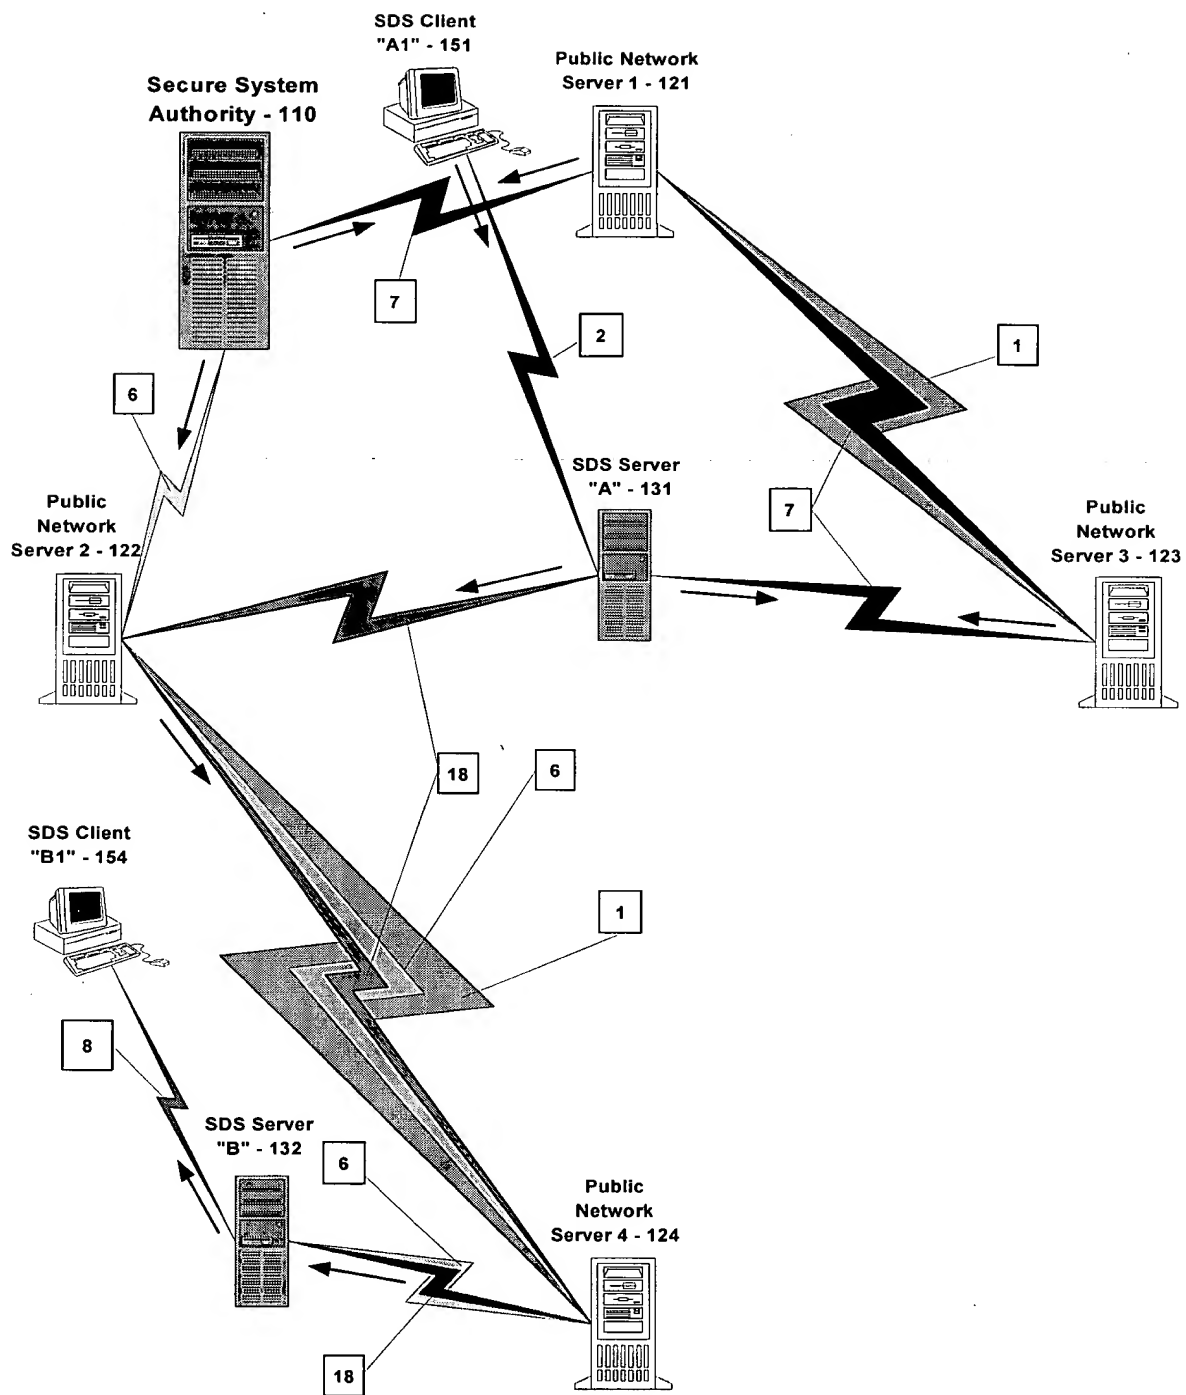 SDS Client
"A1" - 151
Public Network
Server 1 - 121
Secure System
Authority - 110
7
2
1
6
SDS Server
"A" - 131
7
Public
Network
Server 2 - 122
Public
Network
Server 3 - 123
18
6
SDS Client
"B1" - 154
1
8
SDS Server
"B" - 132
6
Public
Network
Server 4 - 124
18